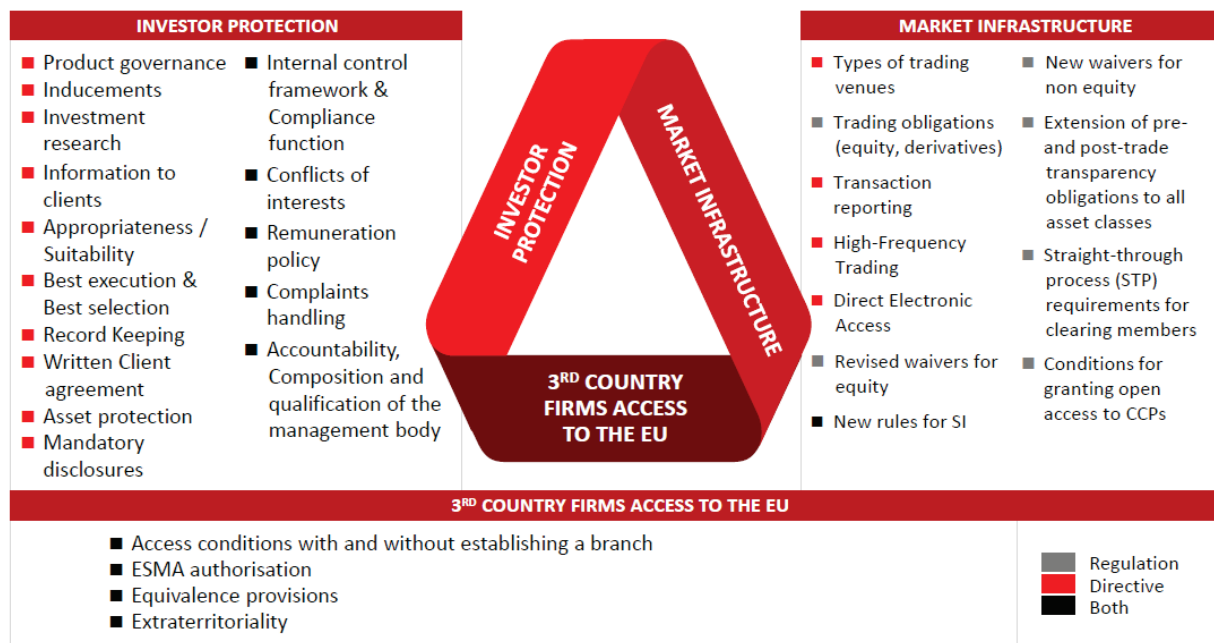 INVESTOR PROTECTION
Product governance
Inducements
Investment
research
Information to
clients
Appropriateness /
Suitability
Best execution &
Best selection
Record Keeping
Written Client
agreement
Asset protection
Mandatory
disclosures
Internal control
framework &
Compliance
function
Conflicts of
interests
Remuneration
policy
Complaints
handling
Accountability,
Composition and
qualification of the
management body
INVESTOR
PROTECTION
MARKET INFRASTRUCTURE
3RD COUNTRY
FIRMS ACCESS
TO THE EU
MARKET INFRASTRUCTURE
Types of trading
venues
Trading obligations
(equity, derivatives)
Transaction
reporting
High-Frequency
Trading
Direct Electronic
Access
Revised waivers for
equity
New rules for SI
New waivers for
non equity
Extension of pre-
and post-trade
transparency
obligations to all
asset classes
Straight-through
process (STP)
requirements for
clearing members
Conditions for
granting open
access to CCPs
3RD COUNTRY FIRMS ACCESS TO THE EU
Access conditions with and without establishing a branch
ESMA authorisation
Equivalence provisions
Extraterritoriality
Regulation
Directive
Both